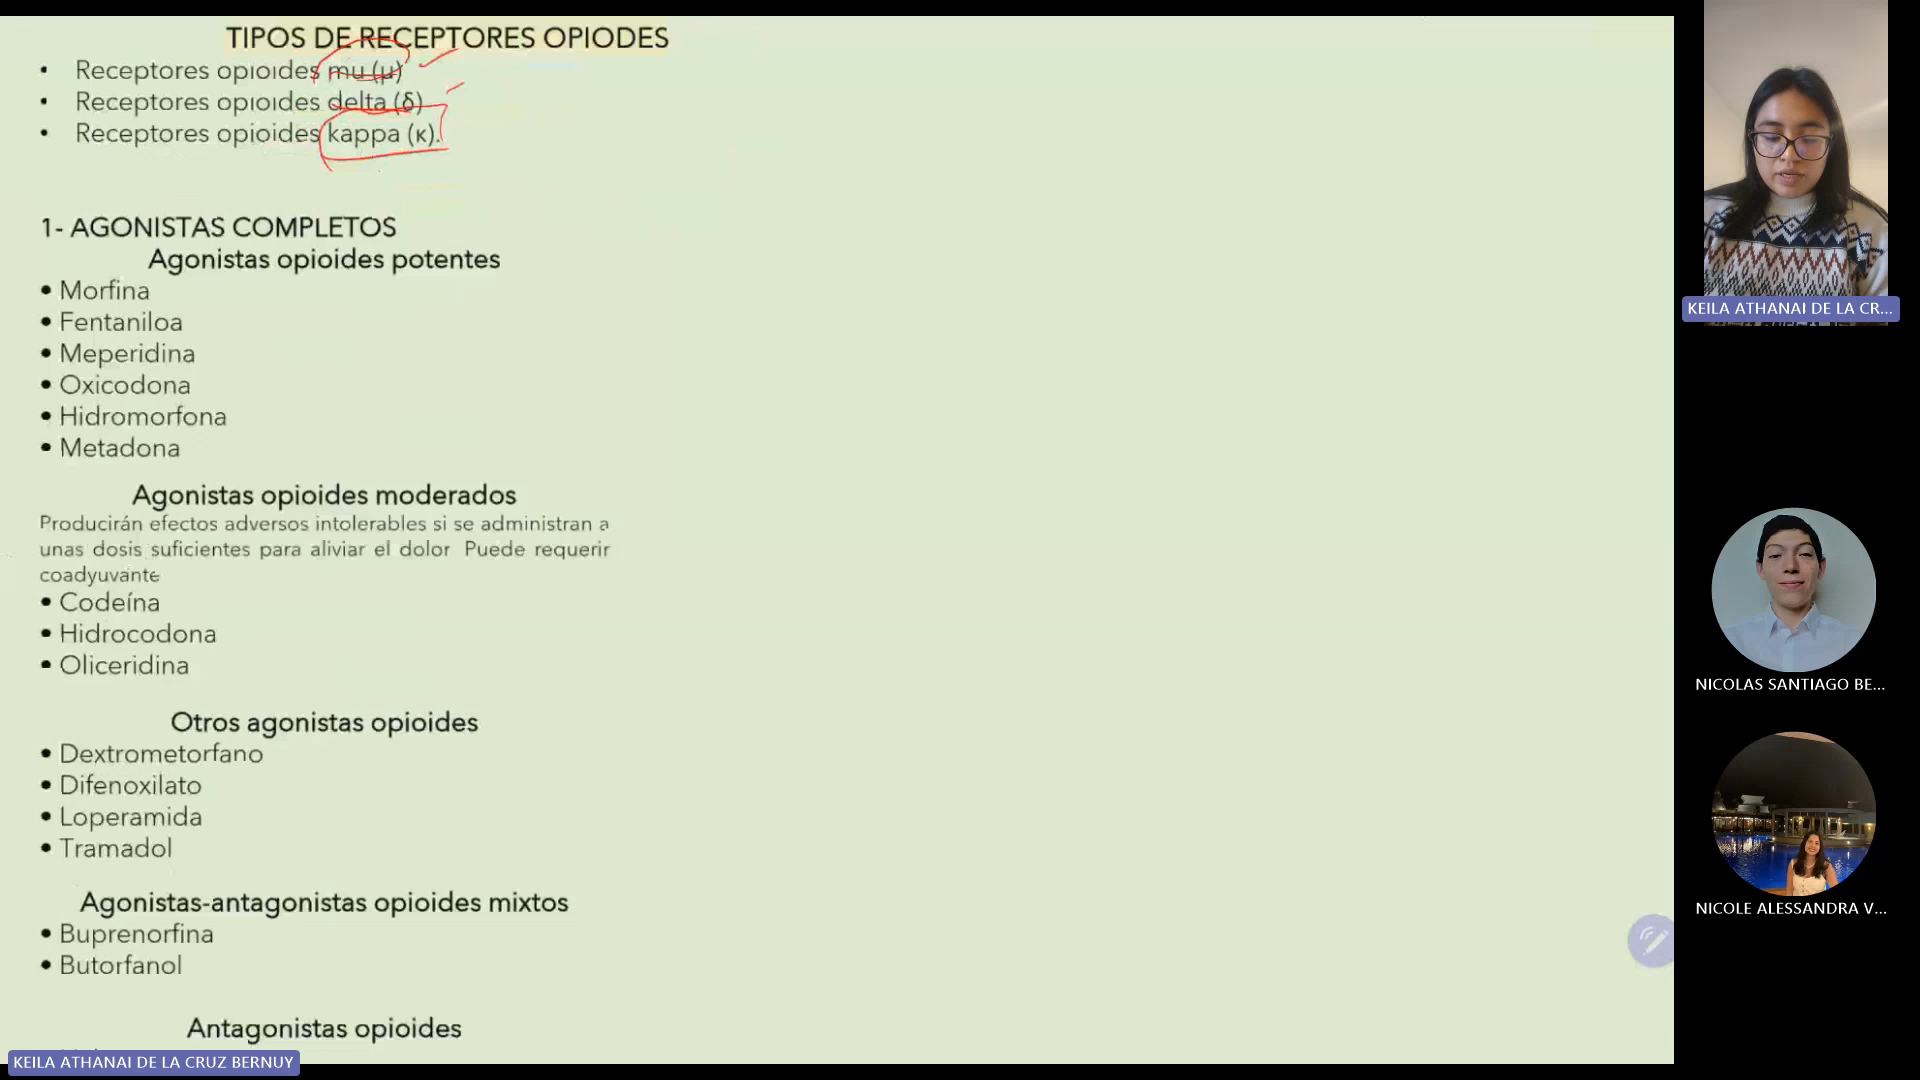 TIPOS DE RECEPTORES OPIODES
• Receptores opioides mu (μ)
• Receptores opioides delta (δ)
• Receptores opioides kappa (κ).
1- AGONISTAS COMPLETOS
Agonistas opioides potentes
• Morfina
• Fentaniloa
• Meperidina
• Oxicodona
• Hidromorfona
• Metadona
Agonistas opioides moderados
Producirán efectos adversos intolerables si se administran a
unas dosis suficientes para aliviar el dolor Puede requerir
coadyuvante
• Codeína
• Hidrocodona
• Oliceridina
Otros agonistas opioides
• Dextrometorfano
• Difenoxilato
• Loperamida
• Tramadol
Agonistas-antagonistas opioides mixtos
• Buprenorfina
• Butorfanol
Antagonistas opioides
KEILA ATHANAI DE LA CRUZ BERNUY
KEILA ATHANAI DE LA CR...
NICOLAS SANTIAGO BE...
NICOLE ALESSANDRA V...